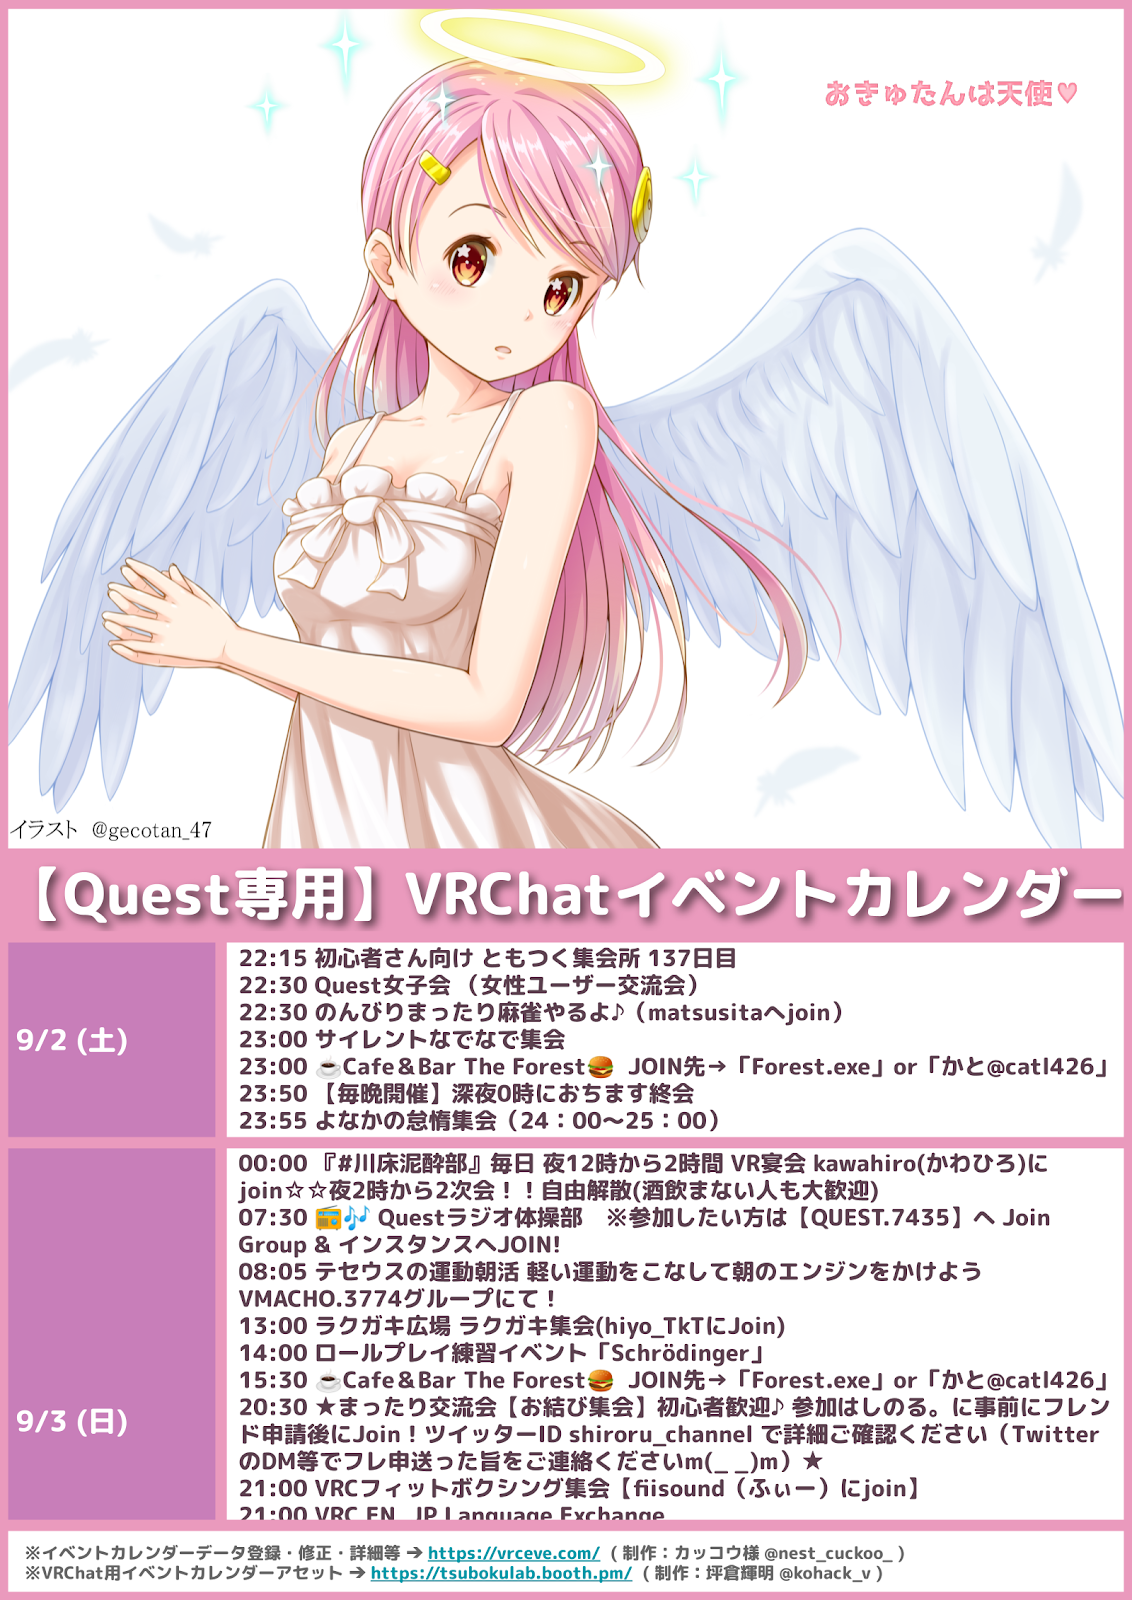 おきゅたんは天使♥
イラスト @gecotan_47
【Quest専用】VRChatイベントカレンダー
9/2 (土)
22:15 初心者さん向け ともつく集会所 137日目
22:30 Quest女子会 （女性ユーザー交流会）
22:30 のんびりまったり麻雀やるよ♪（matsusitaへjoin）
23:00 サイレントなでなで集会
23:00 ☕Cafe＆Bar The Forest🍔 JOIN先→「Forest.exe」or「かと@catl426」
23:50 【毎晩開催】深夜0時におちます終会
23:55 よなかの怠惰集会（24：00〜25：00）
9/3 (日)
00:00 『#川床泥酔部』毎日 夜12時から2時間 VR宴会 kawahiro(かわひろ)に
join☆☆夜2時から2次会！！自由解散(酒飲まない人も大歓迎)
07:30 📻🎶 Questラジオ体操部　※参加したい方は【QUEST.7435】へ Join
Group & インスタンスへJOIN!
08:05 テセウスの運動朝活 軽い運動をこなして朝のエンジンをかけよう
VMACHO.3774グループにて！
13:00 ラクガキ広場 ラクガキ集会(hiyo_TkTにJoin)
14:00 ロールプレイ練習イベント「Schrödinger」
15:30 ☕Cafe＆Bar The Forest🍔 JOIN先→「Forest.exe」or「かと@catl426」
20:30 ★まったり交流会【お結び集会】初心者歓迎♪ 参加はしのる。に事前にフレン
ド申請後にJoin！ツイッターID shiroru_channel で詳細ご確認ください（Twitter
のDM等でフレ申送った旨をご連絡くださいm(_ _)m）★
21:00 VRCフィットボクシング集会【fiisound（ふぃー）にjoin】
21:00 VRC EN_JP Language Exchange
※イベントカレンダーデータ登録・修正・詳細等 ➔ https://vrceve.com/ （ 制作：カッコウ様 @nest_cuckoo_ ）
※VRChat用イベントカレンダーアセット ➔ https://tsubokulab.booth.pm/ （ 制作：坪倉輝明 @kohack_v ）